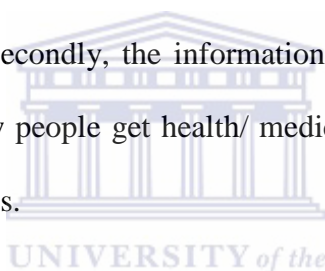 econdly, the information
people get health/ medic
s.
UNIVERSITY of the